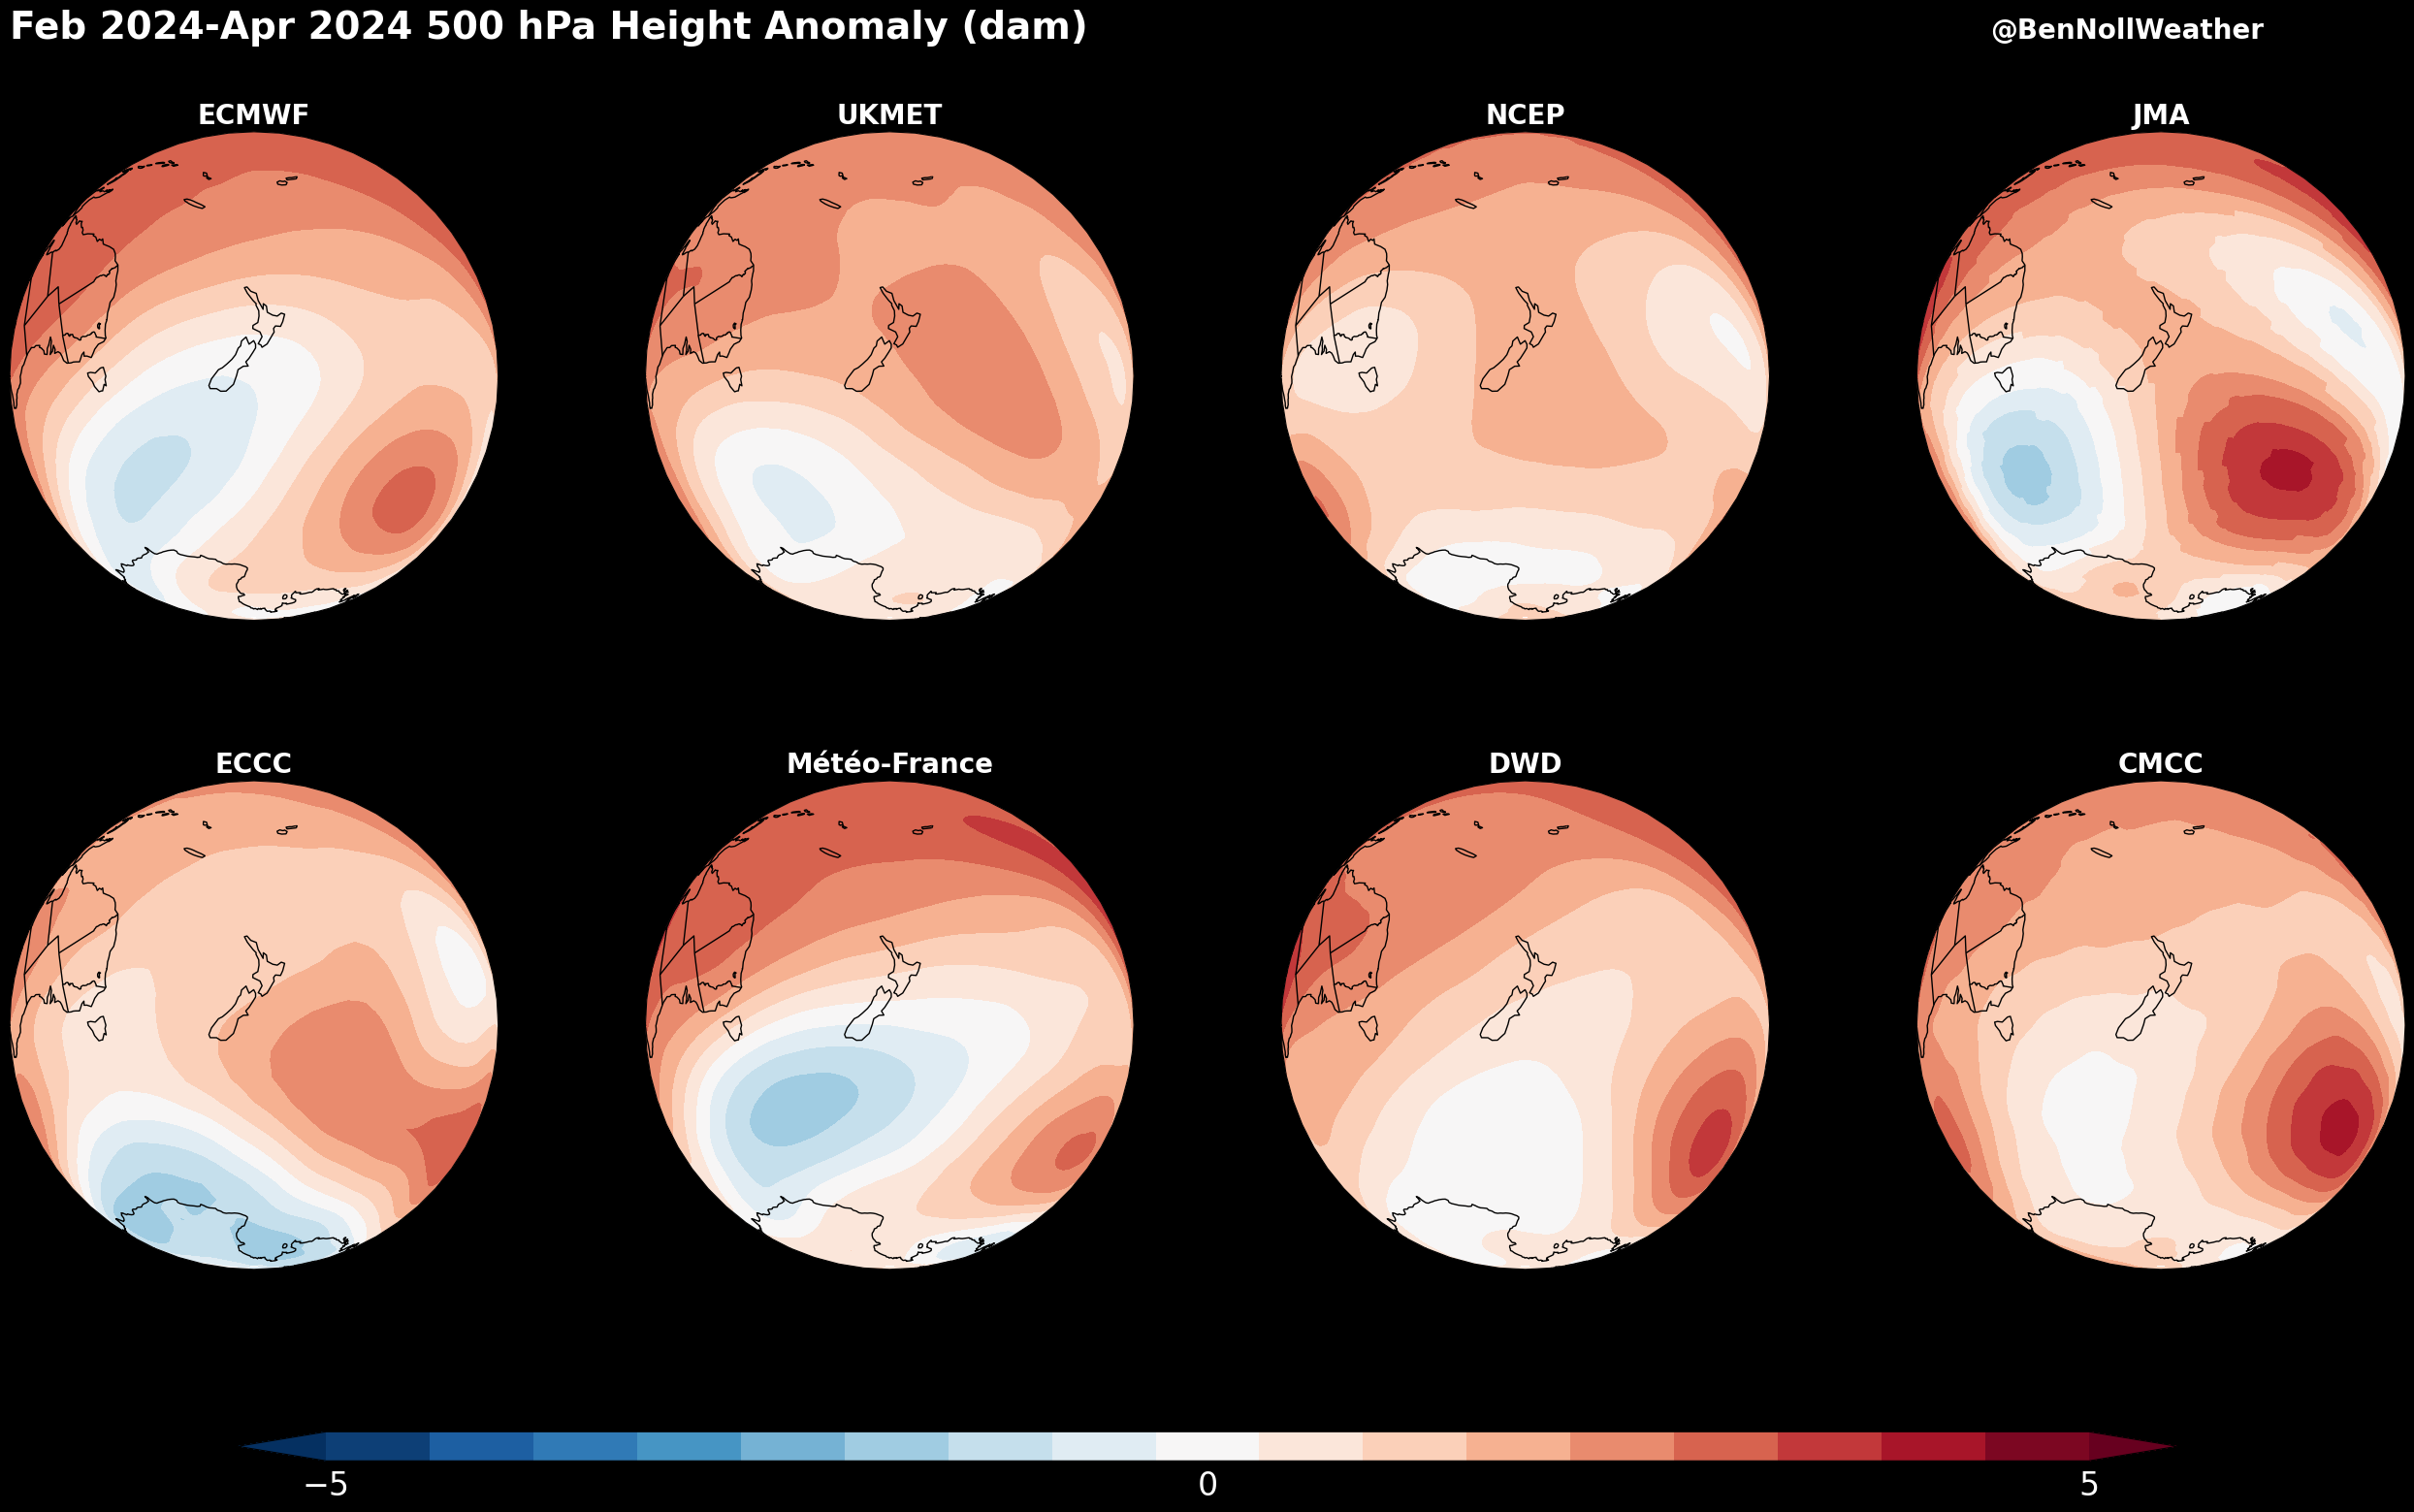 Feb 2024-Apr 2024 500 hPa Height Anomaly (dam)
@BenNollWeather
ECMWF
UKMET
NCEP
JMA
ECCC
Météo-France
DWD
CMCC
−5
0
5